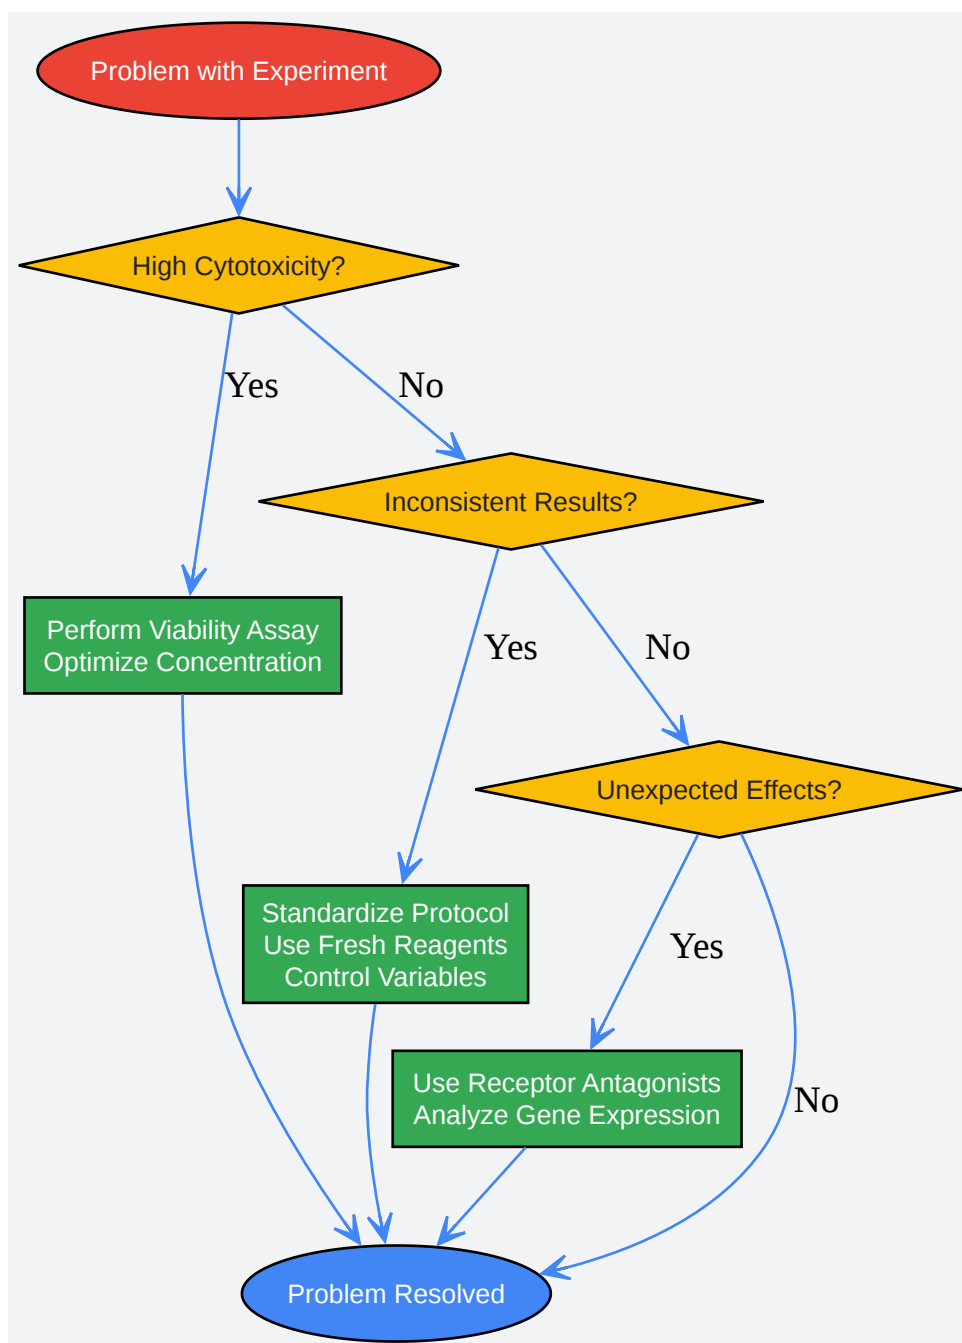 Problem with Experiment
High Cytotoxicity?
Yes
No
Inconsistent Results?
Perform Viability Assay
Optimize Concentration
Yes
No
Unexpected Effects?
Standardize Protocol
Use Fresh Reagents
Control Variables
Yes
Use Receptor Antagonists
Analyze Gene Expression
No
Problem Resolved